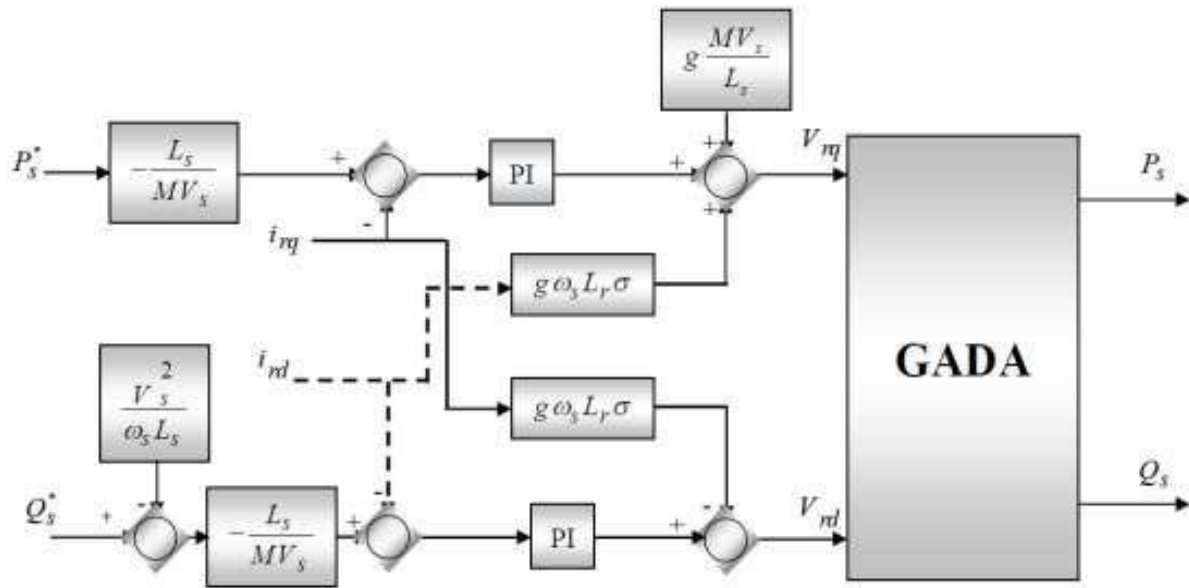 g MV_s / L_s
P_s^*
- L_s / MV_s
+
-
PI
+
+
+
V_rq
P_s
i_rq
g ω_s L_r σ
GADA
i_rd
g ω_s L_r σ
V_s^2 / ω_s L_s
Q_s^*
+
-
- L_s / MV_s
+
-
PI
+
-
V_rd
Q_s